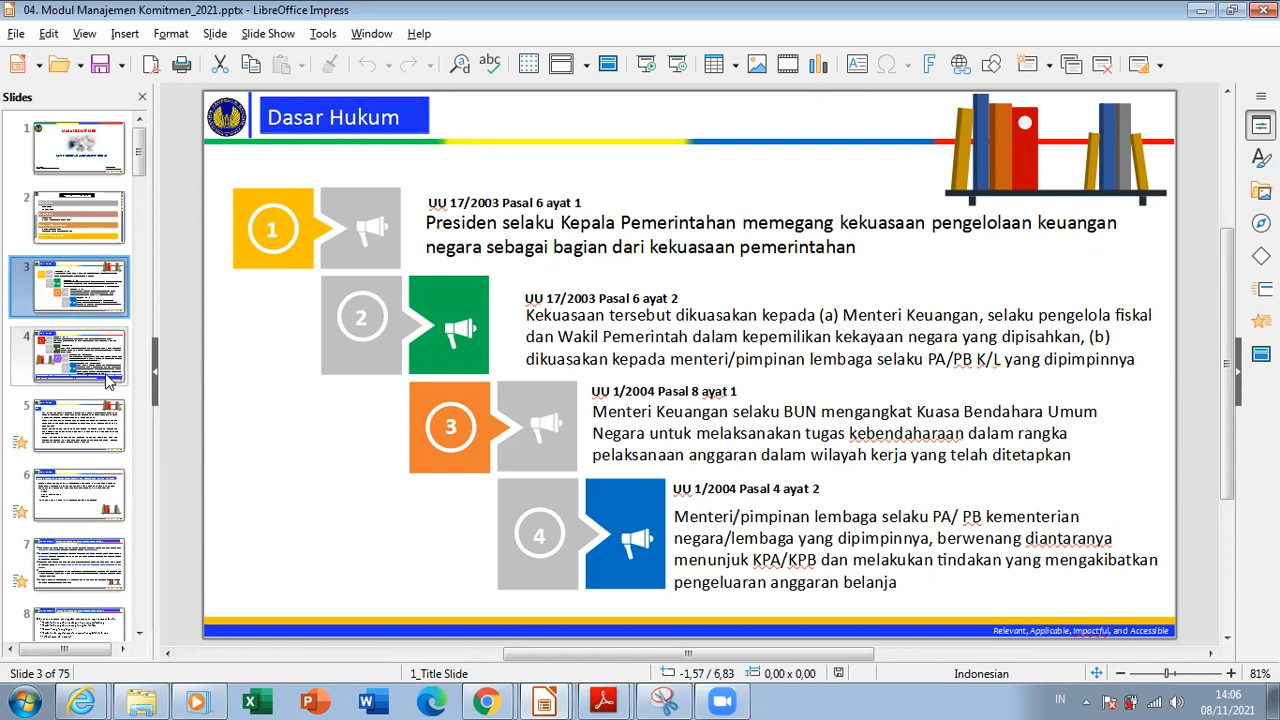 04. Modul Manajemen Komitmen_2021.pptx - LibreOffice Impress
File Edit View Insert Format Slide Slide Show Tools Window Help
Slides
1
2
3
4
5
6
7
8
Dasar Hukum
1
UU 17/2003 Pasal 6 ayat 1
Presiden selaku Kepala Pemerintahan memegang kekuasaan pengelolaan keuangan
negara sebagai bagian dari kekuasaan pemerintahan
2
UU 17/2003 Pasal 6 ayat 2
Kekuasaan tersebut dikuasakan kepada (a) Menteri Keuangan, selaku pengelola fiskal
dan Wakil Pemerintah dalam kepemilikan kekayaan negara yang dipisahkan, (b)
dikuasakan kepada menteri/pimpinan lembaga selaku PA/PB K/L yang dipimpinnya
3
UU 1/2004 Pasal 8 ayat 1
Menteri Keuangan selaku BUN mengangkat Kuasa Bendahara Umum
Negara untuk melaksanakan tugas kebendaharaan dalam rangka
pelaksanaan anggaran dalam wilayah kerja yang telah ditetapkan
4
UU 1/2004 Pasal 4 ayat 2
Menteri/pimpinan lembaga selaku PA/ PB kementerian
negara/lembaga yang dipimpinnya, berwenang diantaranya
menunjuk KPA/KPB dan melakukan tindakan yang mengakibatkan
pengeluaran anggaran belanja
Relevant, Applicable, Impactful, and Accessible
Slide 3 of 75
1_Title Slide
-1,57 / 6,83
0,00 x 0,00
Indonesian
81%
IN
14:06
08/11/2021